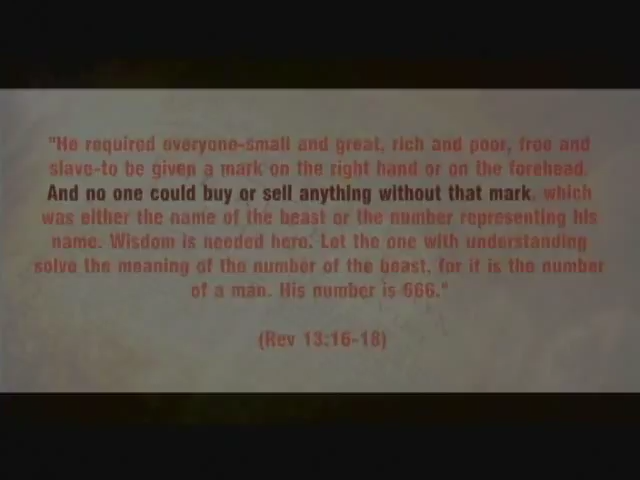 "He required everyone-small and great, rich and poor, free and
slave-to be given a mark on the right hand or on the forehead.
And no one could buy or sell anything without that mark, which
was either the name of the beast or the number representing his
name. Wisdom is needed here. Let the one with understanding
solve the meaning of the number of the beast, for it is the number
of a man. His number is 666."
(Rev 13:16-18)